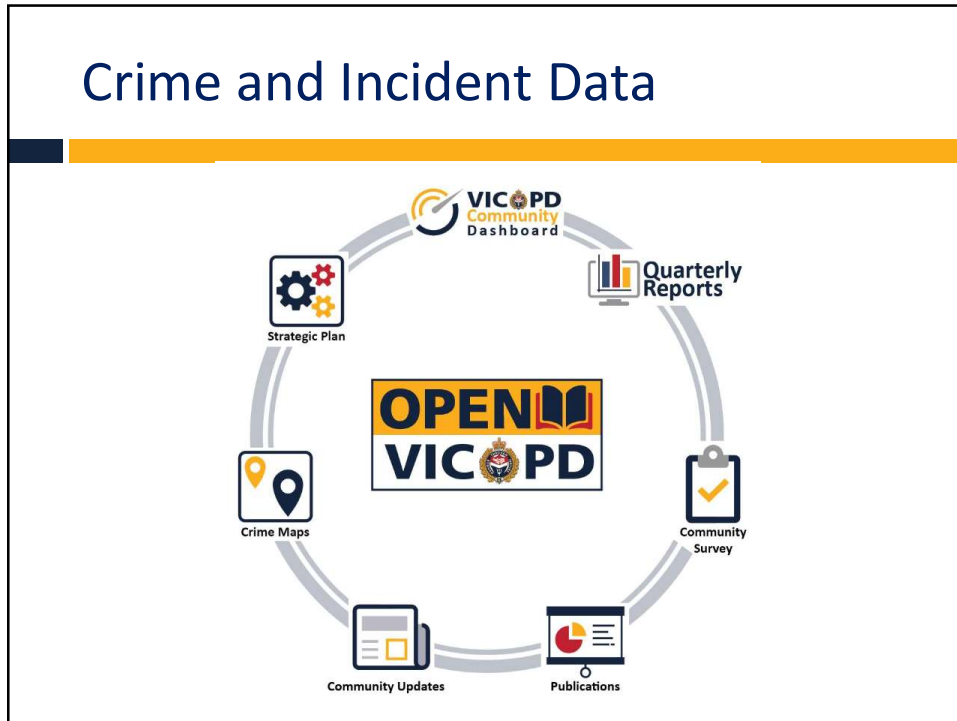 Crime and Incident Data
VICPD
Community
Dashboard
Quarterly
Reports
Strategic Plan
OPEN
VICPD
Crime Maps
Community
Survey
Community Updates
Publications